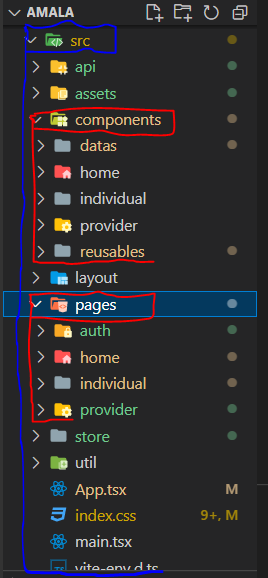 AMALA
src
api
assets
components
datas
home
individual
provider
reusables
layout
pages
auth
home
individual
provider
store
util
App.tsx M
index.css 9+, M
main.tsx
vite-env.d.ts